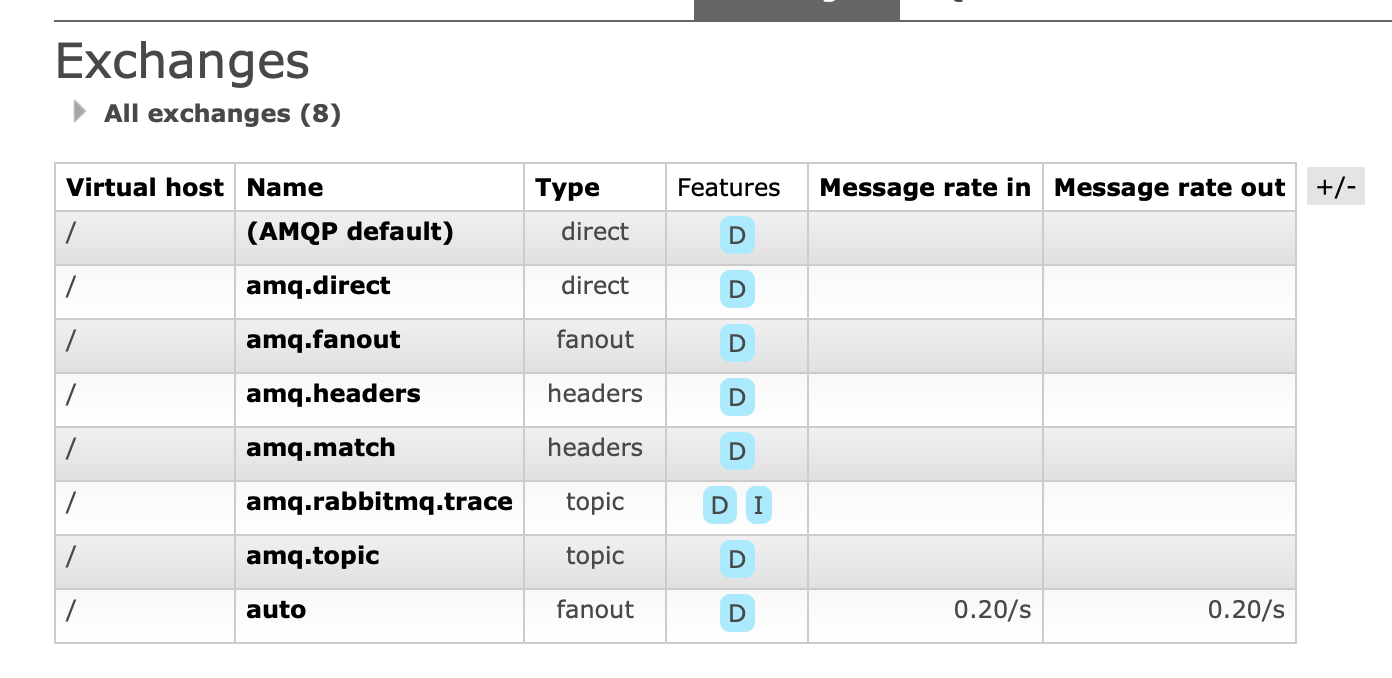 Exchanges
All exchanges (8)
Virtual host Name Type Features Message rate in Message rate out +/-
/ (AMQP default) direct D
/ amq.direct direct D
/ amq.fanout fanout D
/ amq.headers headers D
/ amq.match headers D
/ amq.rabbitmq.trace topic D I
/ amq.topic topic D
/ auto fanout D 0.20/s 0.20/s